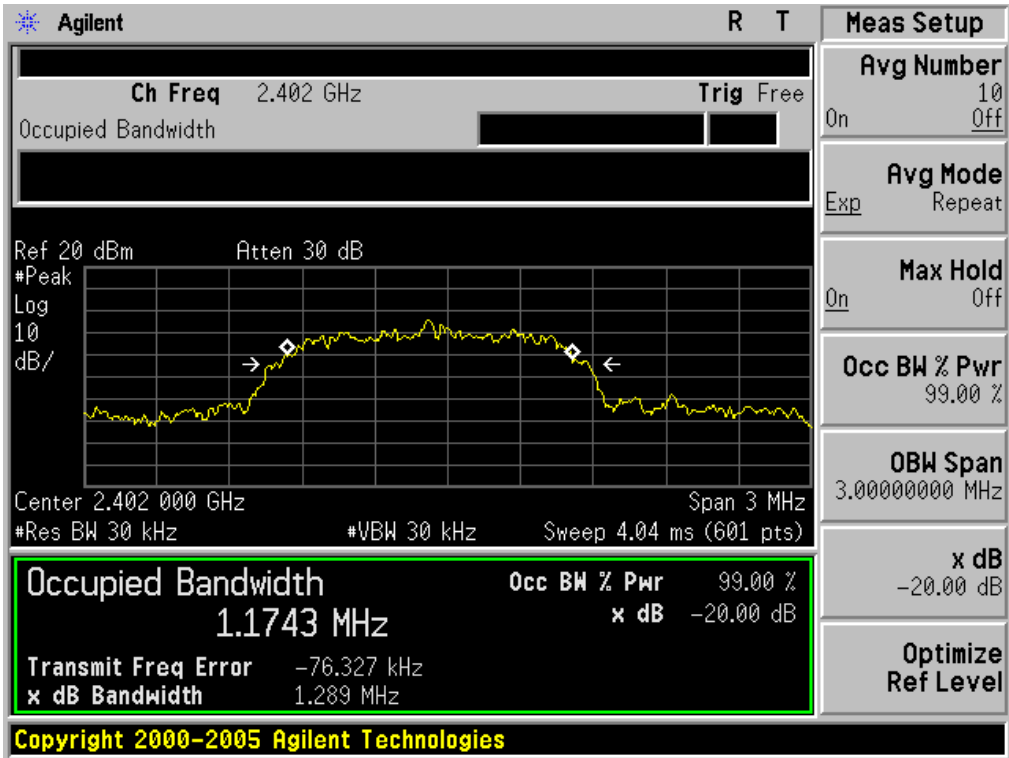 Agilent R T
Ch Freq 2.402 GHz Trig Free
Occupied Bandwidth
Ref 20 dBm Atten 30 dB
#Peak
Log
10
dB/
Center 2.402 000 GHz Span 3 MHz
#Res BW 30 kHz #VBW 30 kHz Sweep 4.04 ms (601 pts)
Occupied Bandwidth Occ BW % Pwr 99.00 %
1.1743 MHz x dB -20.00 dB
Transmit Freq Error -76.327 kHz
x dB Bandwidth 1.289 MHz
Copyright 2000-2005 Agilent Technologies
Meas Setup
Avg Number
10
On Off
Avg Mode
Exp Repeat
Max Hold
On Off
Occ BW % Pwr
99.00 %
OBW Span
3.00000000 MHz
x dB
-20.00 dB
Optimize
Ref Level